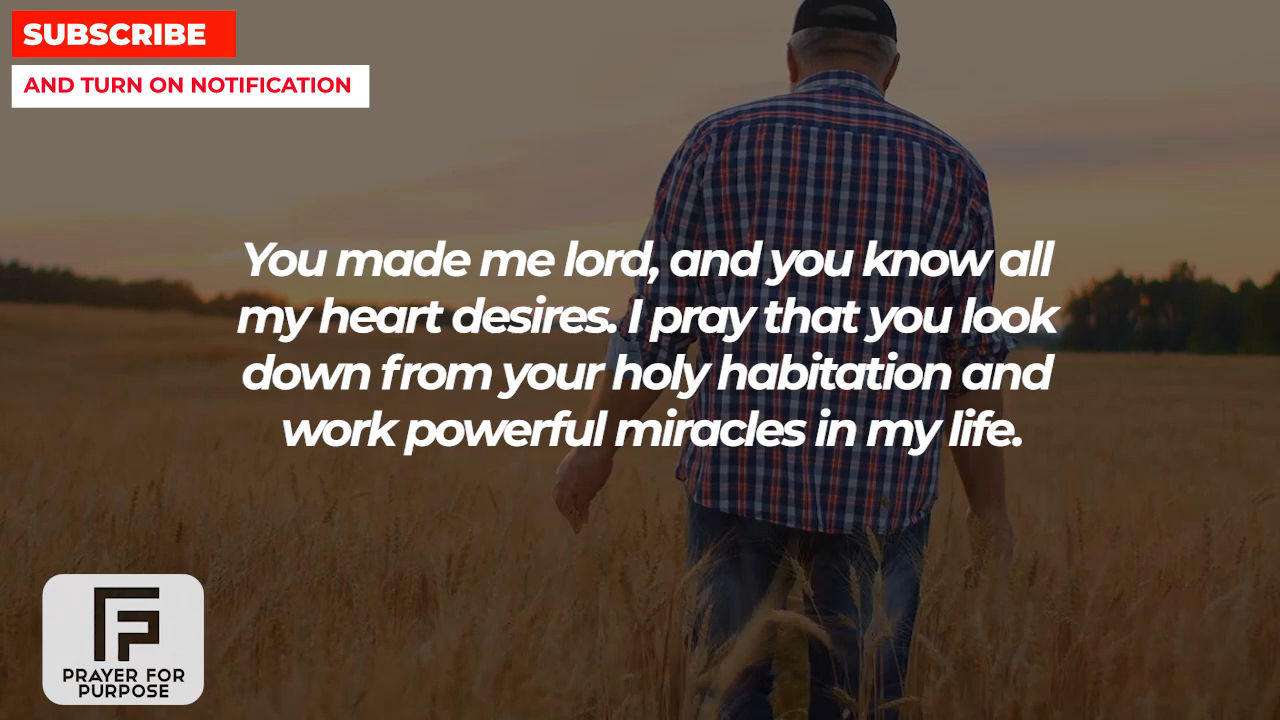 SUBSCRIBE
AND TURN ON NOTIFICATION
You made me lord, and you know all
my heart desires. I pray that you look
down from your holy habitation and
work powerful miracles in my life.
PRAYER FOR
PURPOSE